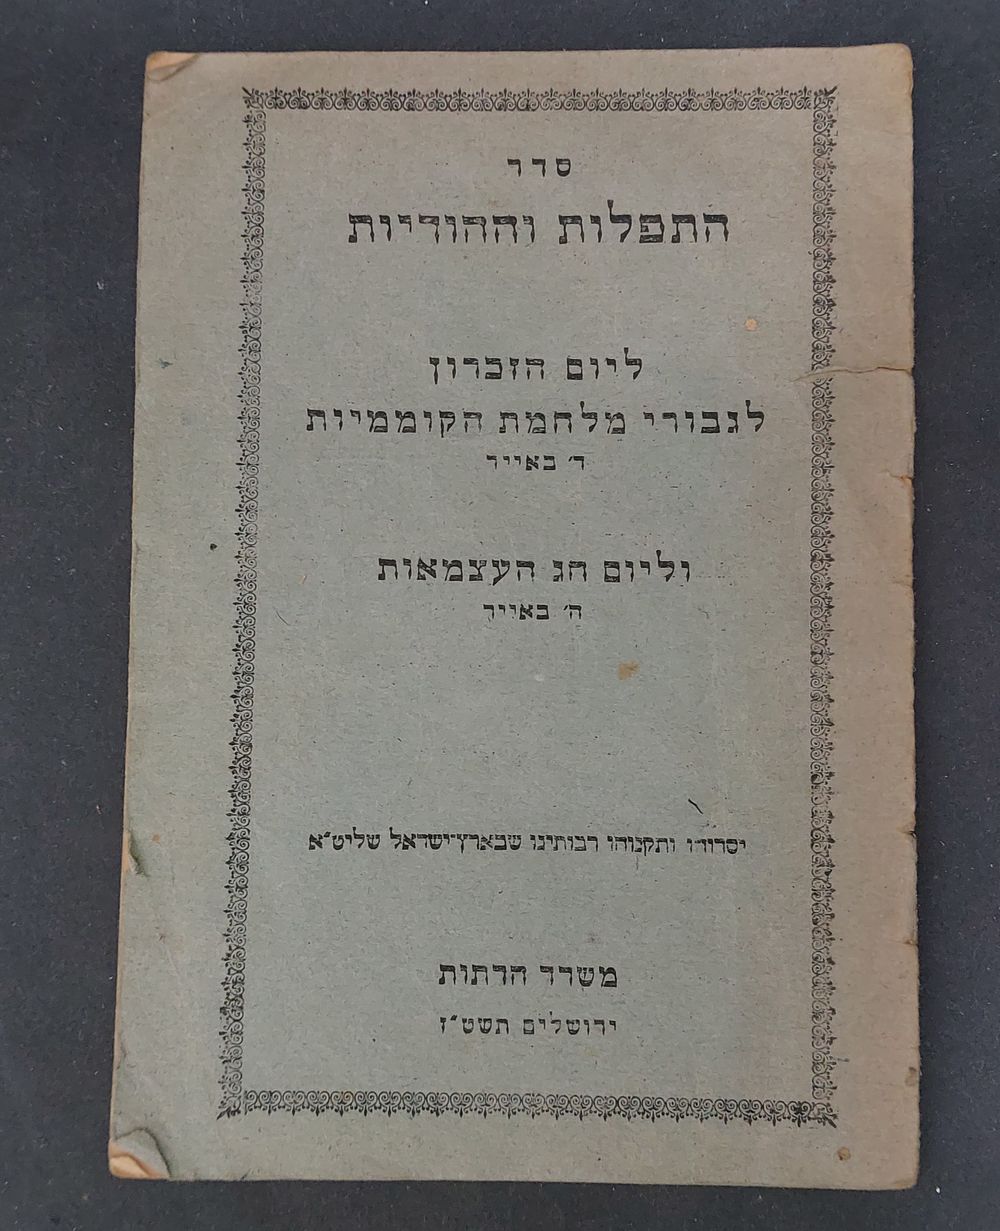 סדר
התפלות וההודיות
ליום הזכרון
לגבורי מלחמת הקוממיות
ד׳ באייר
וליום חג העצמאות
ה׳ באייר
יסדוהו ותקנוהו רבותינו שבארץ־ישראל שליט״א
משרד הדתות
ירושלים תשט״ז